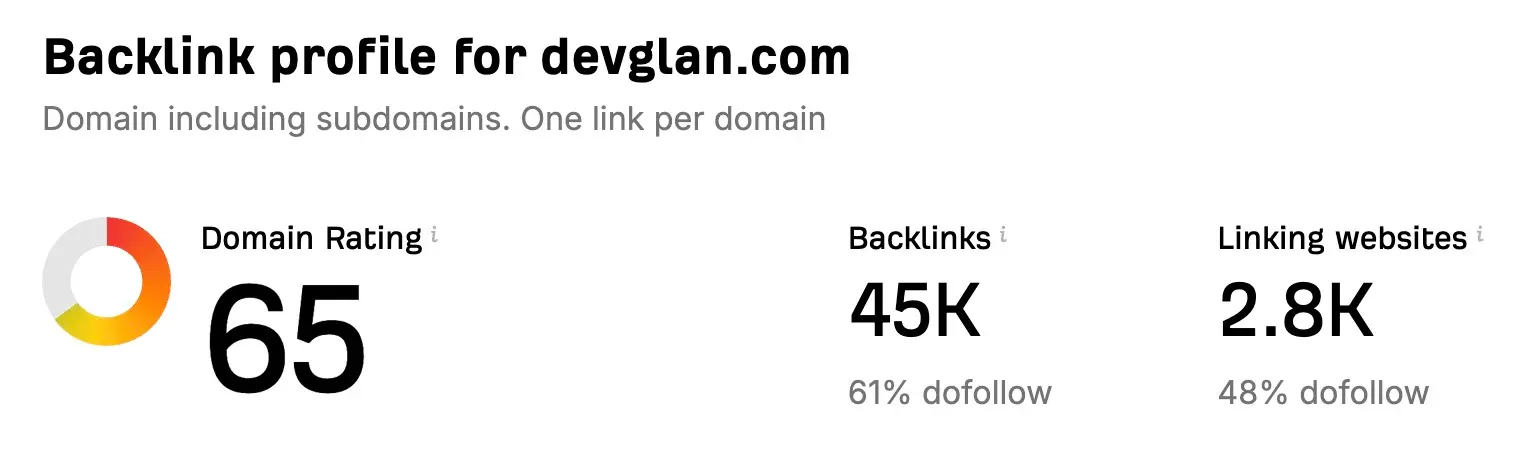 Backlink profile for devglan.com
Domain including subdomains. One link per domain
Domain Rating i
65
Backlinks i
45K
61% dofollow
Linking websites i
2.8K
48% dofollow